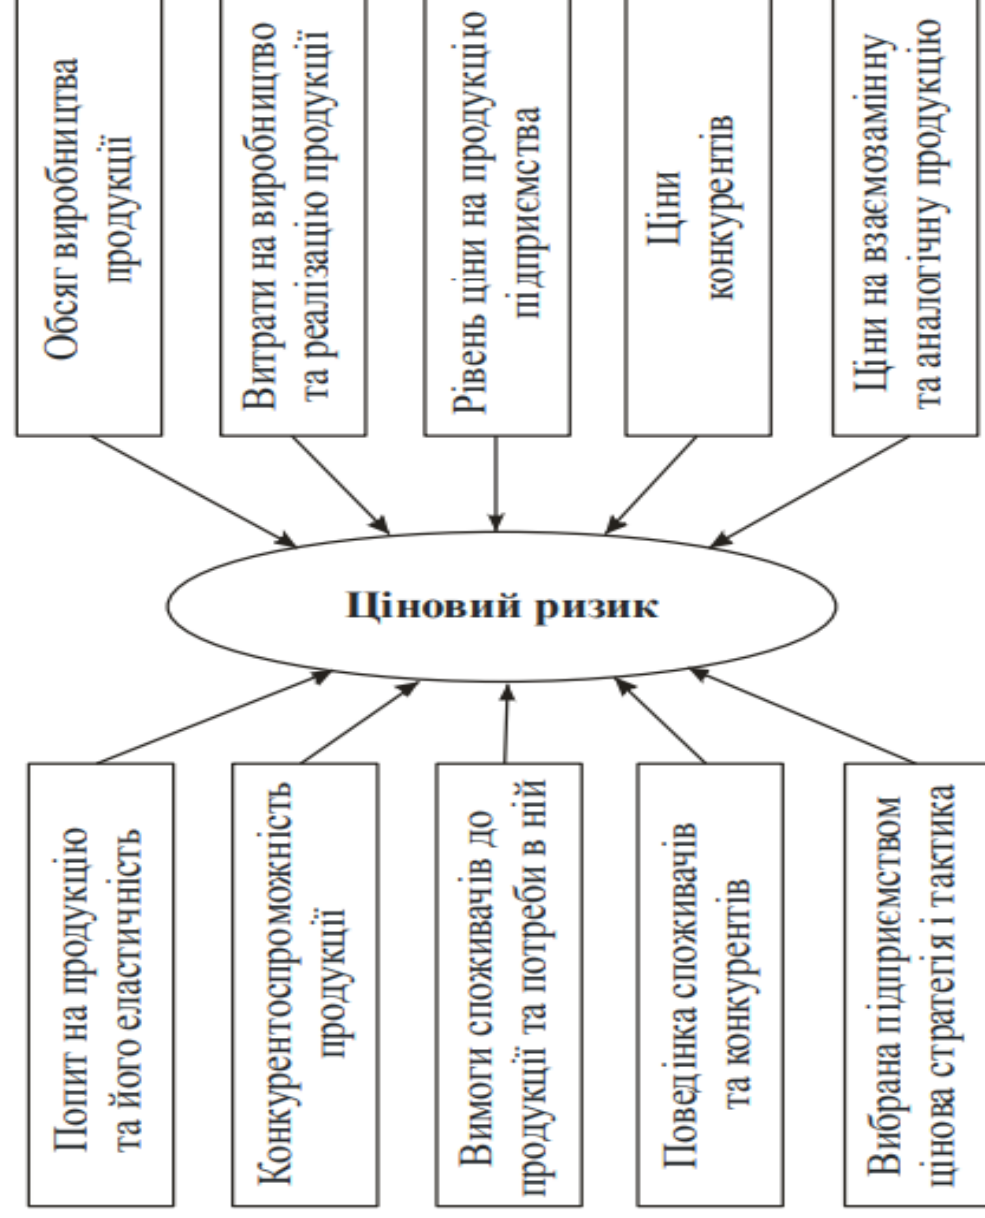 Обсяг виробництва
продукції
Витрати на виробництво
та реалізацію продукції
Рівень ціни на продукцію
підприємства
Ціни
конкурентів
Ціни на взаємозамінну
та аналогічну продукцію
Ціновий ризик
Попит на продукцію
та його еластичність
Конкурентоспроможність
продукції
Вимоги споживачів до
продукції та потреби в ній
Поведінка споживачів
та конкурентів
Вибрана підприємством
цінова стратегія і тактика